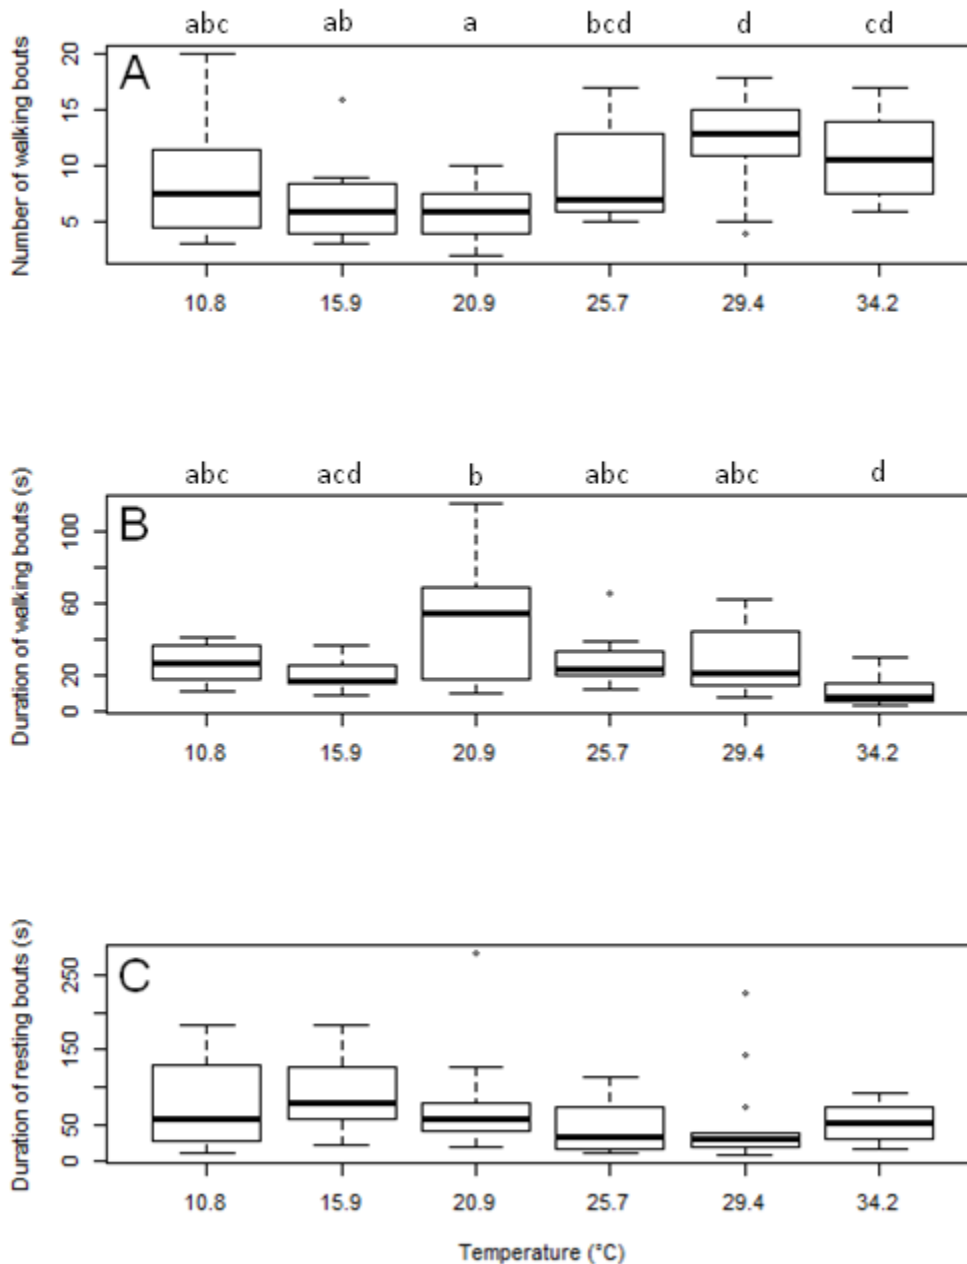 abc ab a bcd d cd
A
Number of walking bouts
20
15
10
5
10.8 15.9 20.9 25.7 29.4 34.2
abc acd b abc abc d
B
Duration of walking bouts (s)
100
60
20
0
10.8 15.9 20.9 25.7 29.4 34.2
C
Duration of resting bouts (s)
250
150
50
0
10.8 15.9 20.9 25.7 29.4 34.2
Temperature (°C)